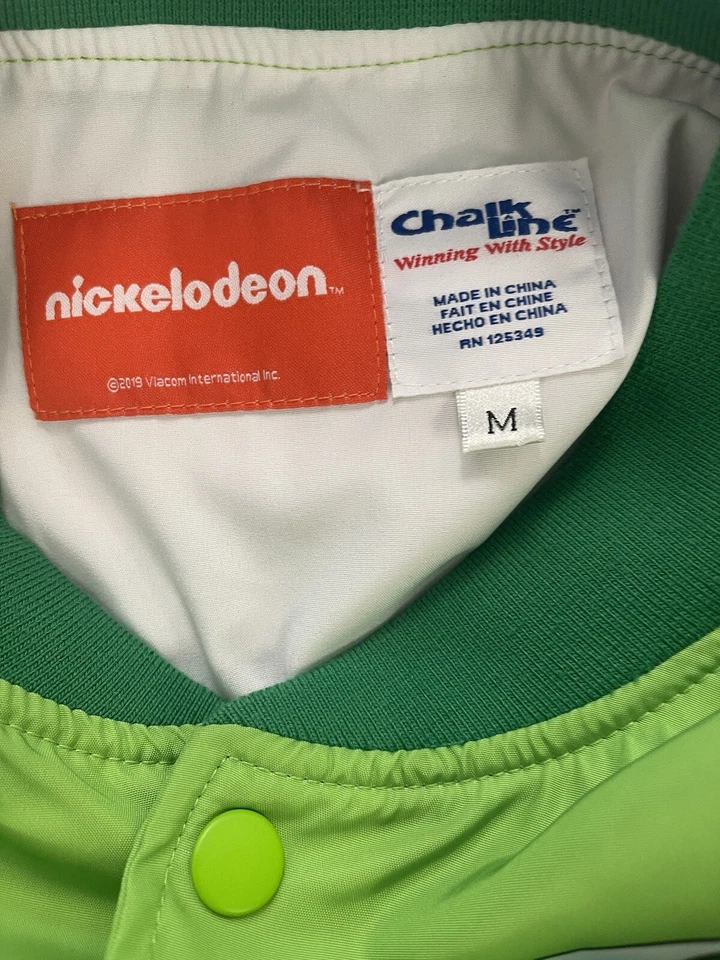 nickelodeon™
©2019 Viacom International Inc.
Chalk
Line™
Winning With Style
MADE IN CHINA
FAIT EN CHINE
HECHO EN CHINA
RN 125349
M